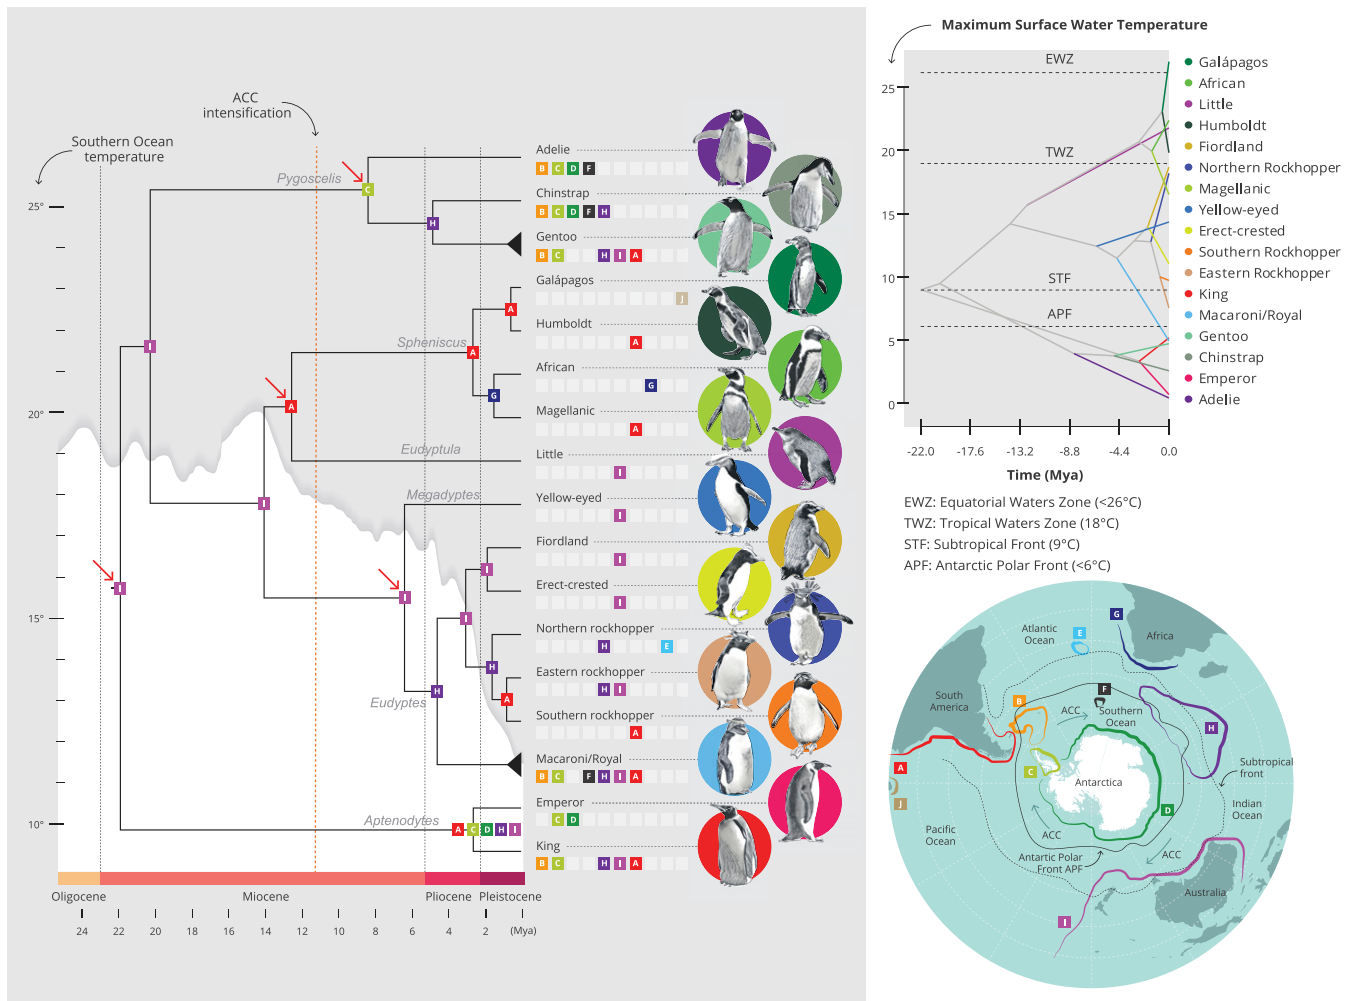 ACC
intensification
Southern Ocean
temperature
25°
20°
15°
10°
Pygoscelis
Spheniscus
Eudyptula
Megadyptes
Eudyptes
Aptenodytes
C
H
I
A
A
A
G
I
I
I
I
I
H
H
A
I
A C D H I
Adelie
B C D F
Chinstrap
B C D F H
Gentoo
B C H I A
Galápagos
J
Humboldt
A
African
G
Magellanic
A
Little
I
Yellow-eyed
I
Fiordland
I
Erect-crested
I
Northern rockhopper
H E
Eastern rockhopper
H I
Southern rockhopper
A
Macaroni/Royal
B C F H I A
Emperor
C D
King
B C H I A
Oligocene Miocene Pliocene Pleistocene
24 22 20 18 16 14 12 10 8 6 4 2 (Mya)
Maximum Surface Water Temperature
EWZ
TWZ
STF
APF
25
20
15
10
5
0
-22.0 -17.6 -13.2 -8.8 -4.4 0.0
Time (Mya)
Galápagos
African
Little
Humboldt
Fiordland
Northern Rockhopper
Magellanic
Yellow-eyed
Erect-crested
Southern Rockhopper
Eastern Rockhopper
King
Macaroni/Royal
Gentoo
Chinstrap
Emperor
Adelie
EWZ: Equatorial Waters Zone (<26°C)
TWZ: Tropical Waters Zone (18°C)
STF: Subtropical Front (9°C)
APF: Antarctic Polar Front (<6°C)
G
Atlantic
Ocean
E
Africa
South
America
B
F
ACC
Southern
Ocean
H
A
C
Antarctica
Subtropical
front
J
D
Indian
Ocean
Pacific
Ocean
ACC
Antartic Polar
Front APF
ACC
Australia
I